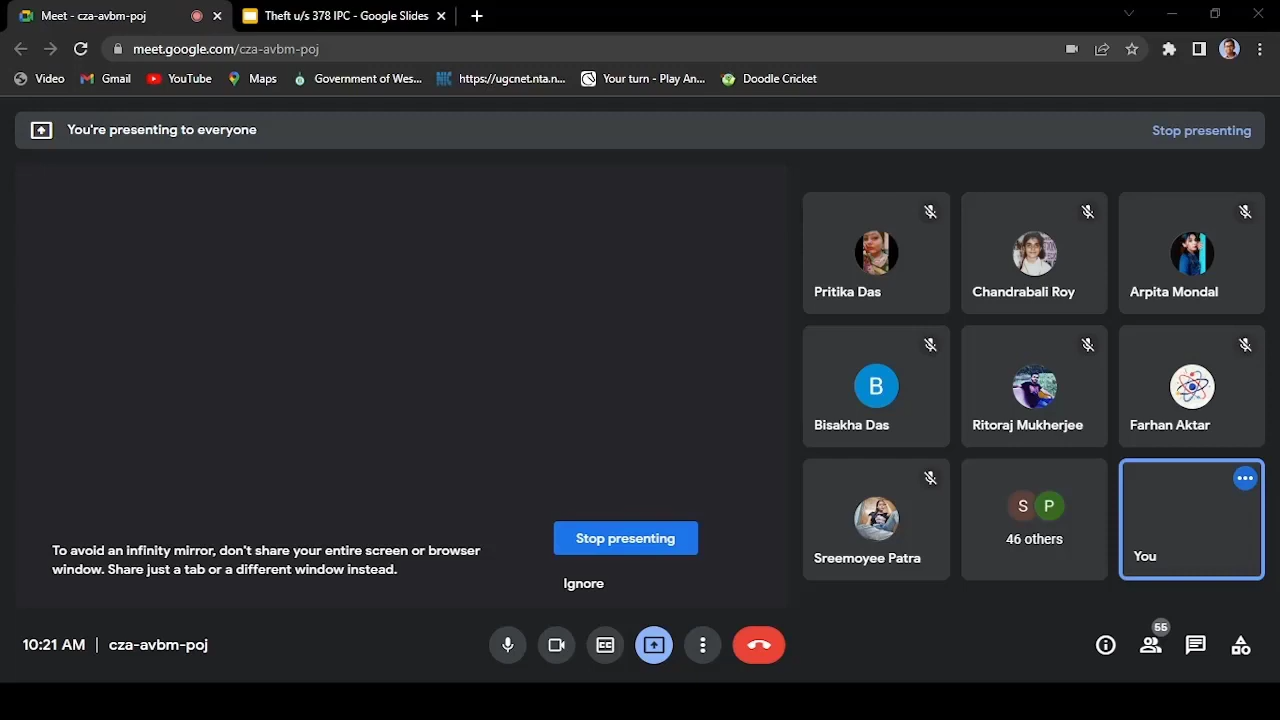 Meet - cza-avbm-poj
Theft u/s 378 IPC - Google Slides
meet.google.com/cza-avbm-poj
Video
Gmail
YouTube
Maps
Government of Wes...
NIC
https://ugcnet.nta.n...
Your turn - Play An...
Doodle Cricket
You're presenting to everyone
Stop presenting
Pritika Das
Chandrabali Roy
Arpita Mondal
B
Bisakha Das
Ritoraj Mukherjee
Farhan Aktar
Sreemoyee Patra
S P
46 others
You
To avoid an infinity mirror, don't share your entire screen or browser
window. Share just a tab or a different window instead.
Stop presenting
Ignore
10:21 AM | cza-avbm-poj
CC
55